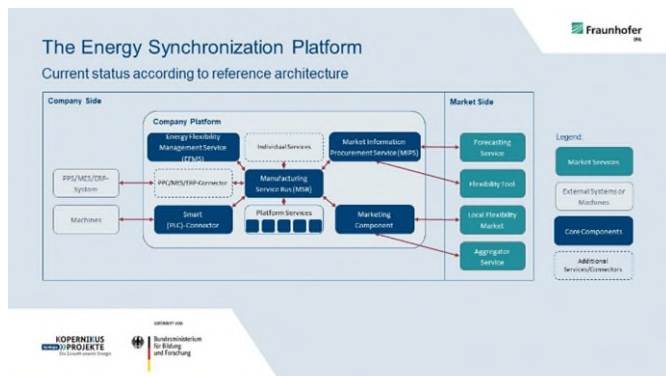 Fraunhofer
IPA
The Energy Synchronization Platform
Current status according to reference architecture
Company Side
Market Side
Company Platform
Energy Flexibility
Management Service
(EFMS)
Individual Services
Market Information
Procurement Service (MIPS)
Forecasting
Service
PPS/MES/ERP-
System
PPC/MES/ERP-Connector
Manufacturing
Service Bus (MSB)
Flexibility Tool
Machines
Smart
(PLC)-Connector
Platform Services
Marketing
Component
Local Flexibility
Market
Aggregator
Service
Legend:
Market Services
External Systems or
Machines
Core Components
Additional
Services/Connectors
KOPERNIKUS
PROJEKTE
Die Zukunft unserer Energie
GEFÖRDERT VOM
Bundesministerium
für Bildung
und Forschung